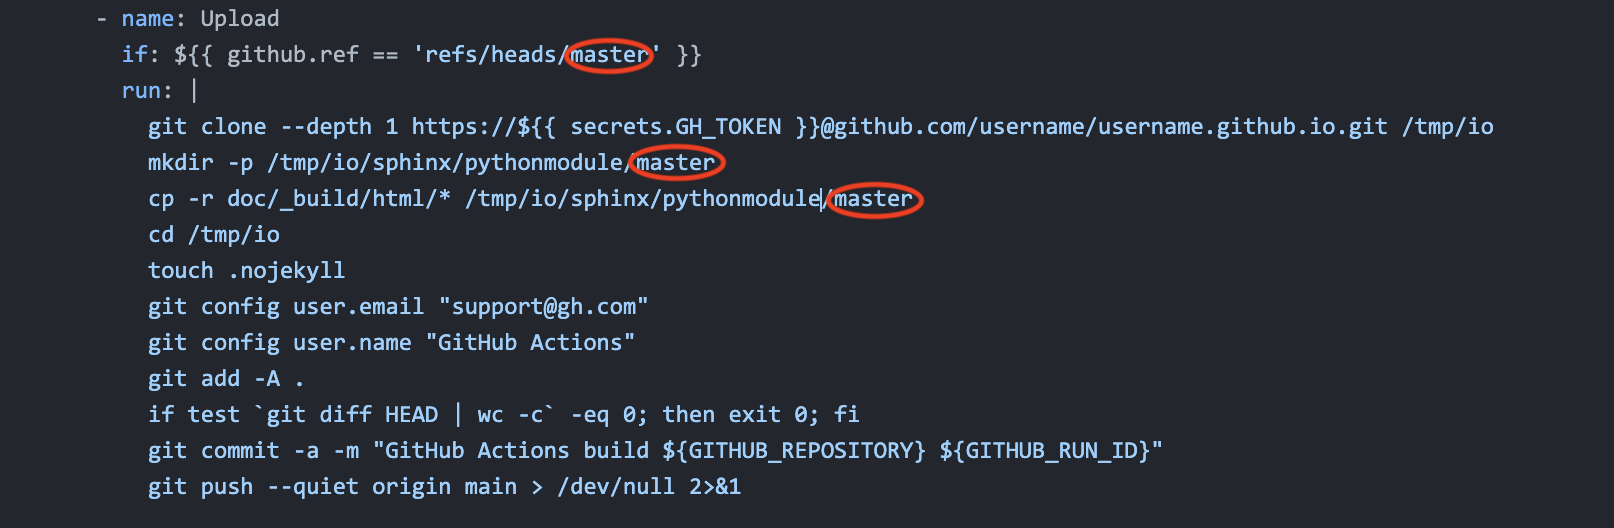 - name: Upload
if: ${{ github.ref == 'refs/heads/master' }}
run: |
git clone --depth 1 https://${{ secrets.GH_TOKEN }}@github.com/username/username.github.io.git /tmp/io
mkdir -p /tmp/io/sphinx/pythonmodule/master
cp -r doc/_build/html/* /tmp/io/sphinx/pythonmodule/master
cd /tmp/io
touch .nojekyll
git config user.email "support@gh.com"
git config user.name "GitHub Actions"
git add -A .
if test `git diff HEAD | wc -c` -eq 0; then exit 0; fi
git commit -a -m "GitHub Actions build ${GITHUB_REPOSITORY} ${GITHUB_RUN_ID}"
git push --quiet origin main > /dev/null 2>&1